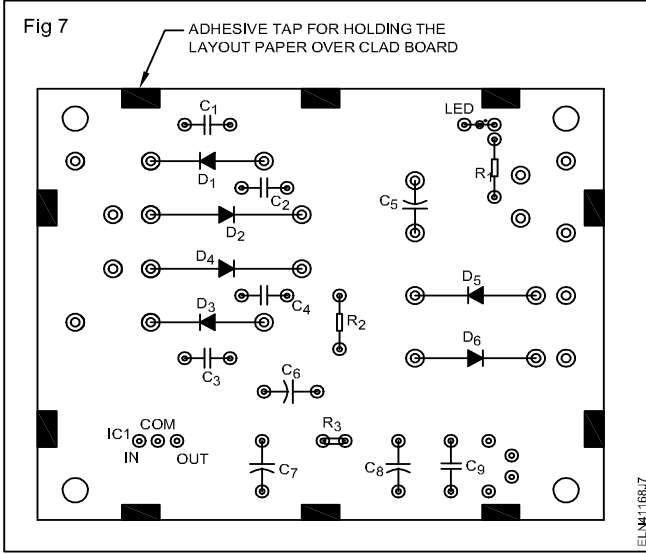 Fig 7
ADHESIVE TAP FOR HOLDING THE
LAYOUT PAPER OVER CLAD BOARD
C1
LED
D1
R1
C2
C5
D2
D4
D5
C4
D3
R2
D6
C3
C6
IC1
COM
R3
IN
OUT
C7
C8
C9
ELN41168J7